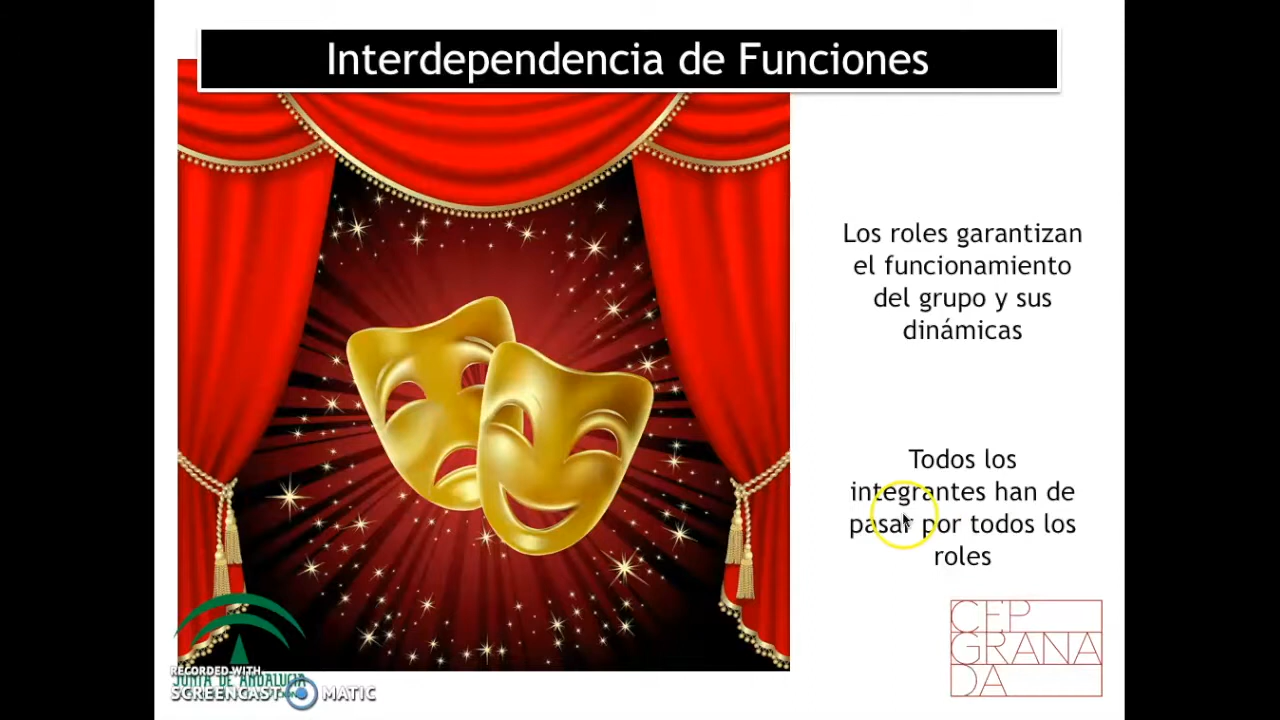 Interdependencia de Funciones
Los roles garantizan
el funcionamiento
del grupo y sus
dinámicas
Todos los
integrantes han de
pasar por todos los
roles
CEP
GRANA
DA
RECORDED WITH
JUNTA DE ANDALUCIA
SCREENCAST MATIC